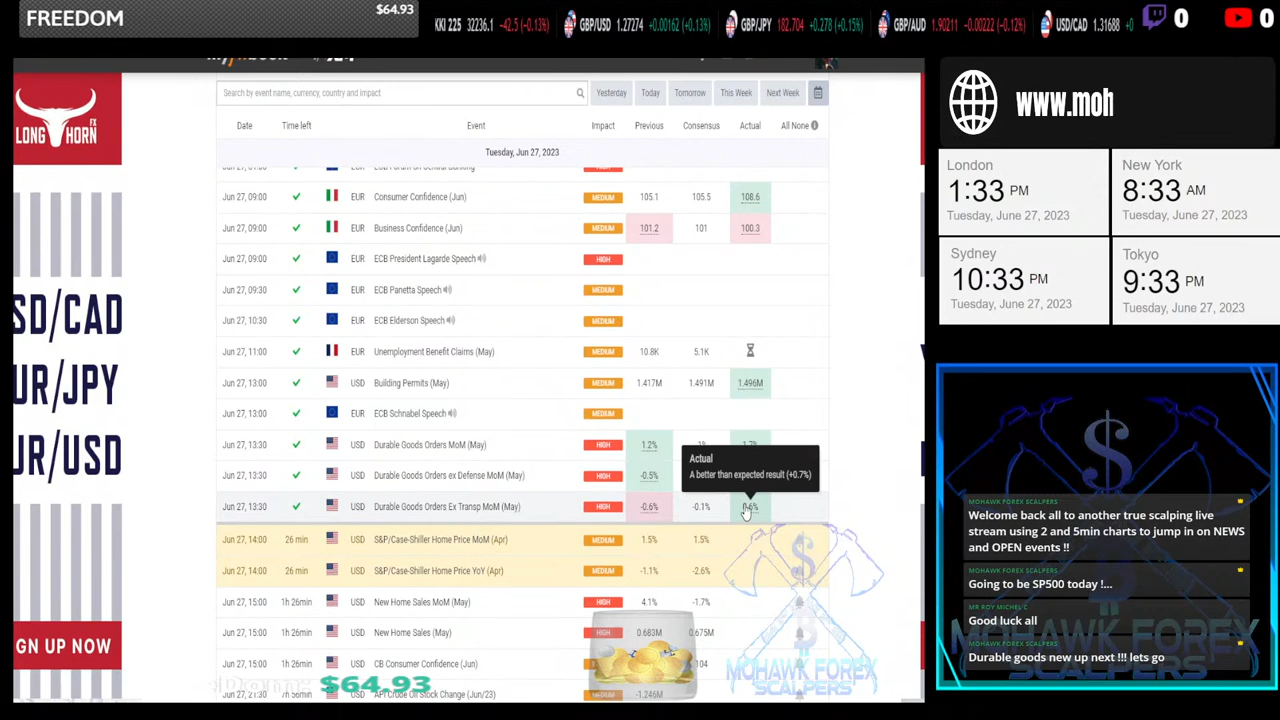 FREEDOM
$64.93
KKI 225 32236.1 -42.5 (-0.13%)
GBP/USD 1.27274 +0.00162 (+0.13%)
GBP/JPY 182.704 +0.278 (+0.15%)
GBP/AUD 1.90211 -0.00222 (-0.12%)
USD/CAD 1.31688 +0
0
0
LONG HORN FX
SD/CAD
UR/JPY
UR/USD
GN UP NOW
Search by event name, currency, country and impact
Yesterday Today Tomorrow This Week Next Week
Date Time left Event Impact Previous Consensus Actual All None
Tuesday, Jun 27, 2023
Jun 27, 09:00 EUR Consumer Confidence (Jun) MEDIUM 105.1 105.5 108.6
Jun 27, 09:00 EUR Business Confidence (Jun) MEDIUM 101.2 101 100.3
Jun 27, 09:00 EUR ECB President Lagarde Speech HIGH
Jun 27, 09:30 EUR ECB Panetta Speech MEDIUM
Jun 27, 10:30 EUR ECB Elderson Speech MEDIUM
Jun 27, 11:00 EUR Unemployment Benefit Claims (May) MEDIUM 10.8K 5.1K
Jun 27, 13:00 USD Building Permits (May) MEDIUM 1.417M 1.491M 1.496M
Jun 27, 13:00 EUR ECB Schnabel Speech MEDIUM
Jun 27, 13:30 USD Durable Goods Orders MoM (May) HIGH 1.2%
Actual
A better than expected result (+0.7%)
Jun 27, 13:30 USD Durable Goods Orders ex Defense MoM (May) HIGH -0.5%
Jun 27, 13:30 USD Durable Goods Orders Ex Transp MoM (May) HIGH -0.6% -0.1% 0.6%
Jun 27, 14:00 26 min USD S&P/Case-Shiller Home Price MoM (Apr) MEDIUM 1.5% 1.5%
Jun 27, 14:00 26 min USD S&P/Case-Shiller Home Price YoY (Apr) MEDIUM -1.1% -2.6%
Jun 27, 15:00 1h 26min USD New Home Sales MoM (May) HIGH 4.1% -1.7%
Jun 27, 15:00 1h 26min USD New Home Sales (May) HIGH 0.683M 0.675M
Jun 27, 15:00 1h 26min USD CB Consumer Confidence (Jun) 104
USD API Crude Oil Stock Change (Jun/23) -1.246M
$64.93
MOHAWK FOREX
SCALPERS
www.moh
London
1:33 PM
Tuesday, June 27, 2023
New York
8:33 AM
Tuesday, June 27, 2023
Sydney
10:33 PM
Tuesday, June 27, 2023
Tokyo
9:33 PM
Tuesday, June 27, 2023
MOHAWK FOREX SCALPERS
Welcome back all to another true scalping live
stream using 2 and 5min charts to jump in on NEWS
and OPEN events !!
MOHAWK FOREX SCALPERS
Going to be SP500 today !...
MR ROY MICHEL C
Good luck all
MOHAWK FOREX SCALPERS
Durable goods new up next !!! lets go
MOHAWK FOREX
SCALPERS